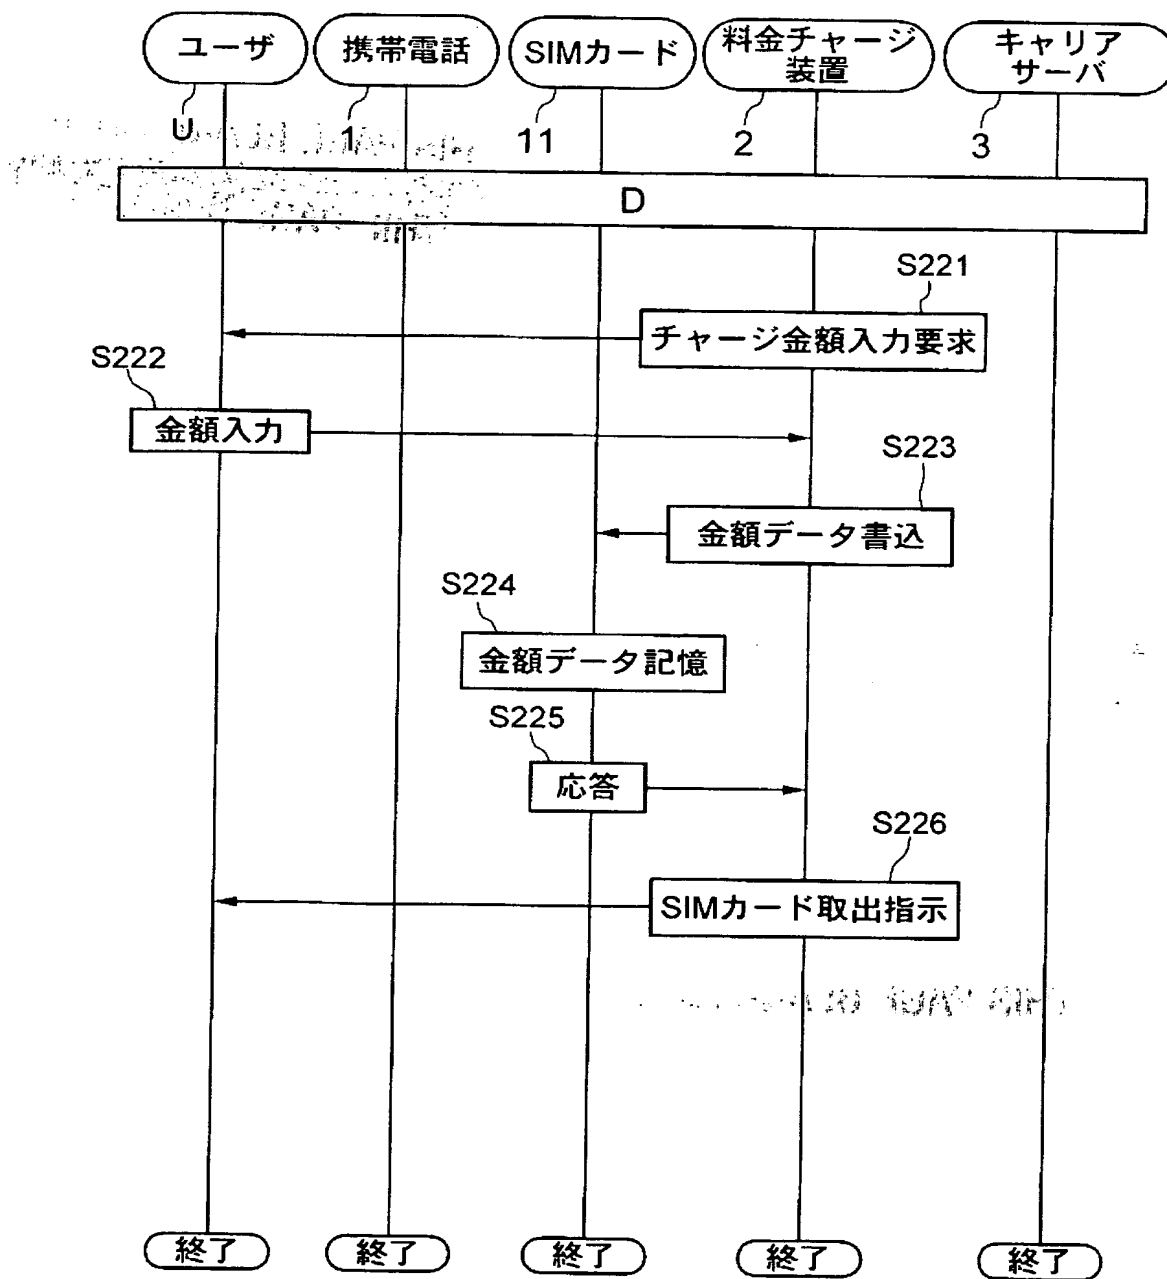 ユーザ
携帯電話
SIMカード
料金チャージ
装置
キャリア
サーバ
U
1
11
2
3
D
S221
チャージ金額入力要求
S222
金額入力
S223
金額データ書込
S224
金額データ記憶
S225
応答
S226
SIMカード取出指示
終了
終了
終了
終了
終了